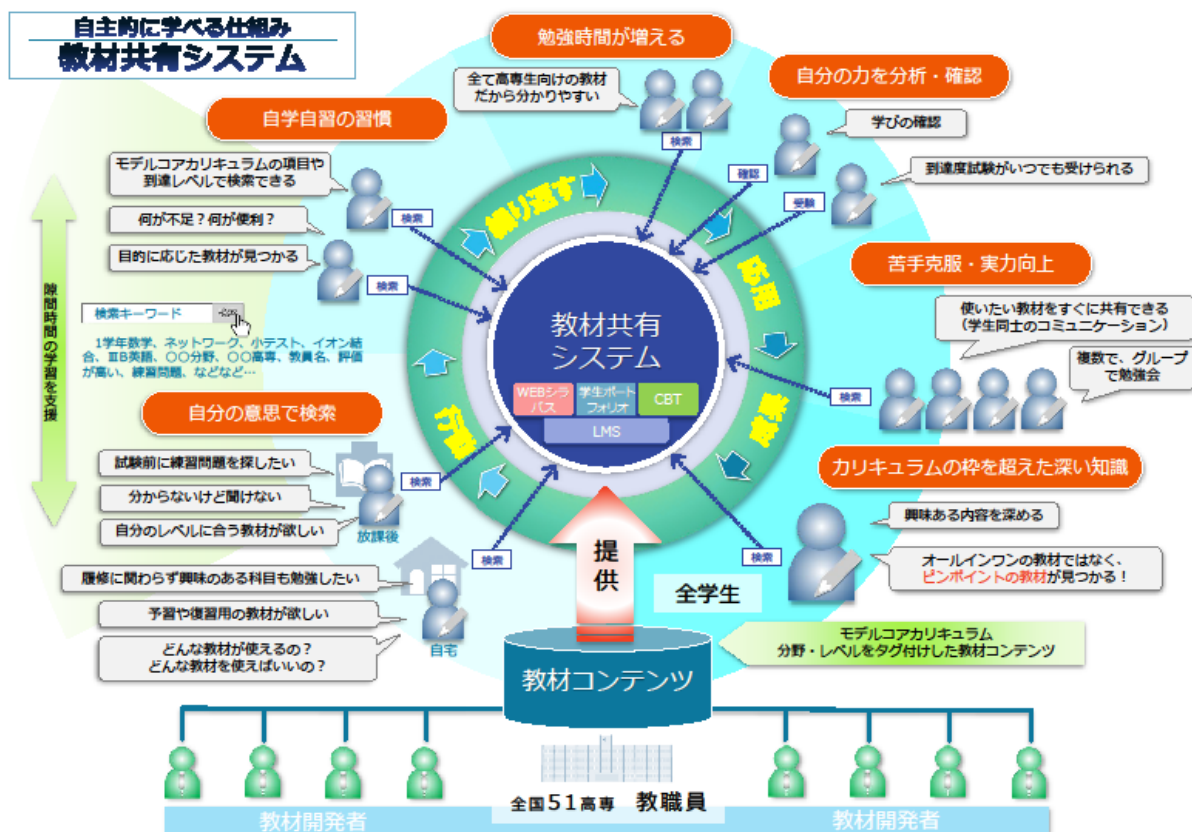 自主的に学べる仕組み
教材共有システム
勉強時間が増える
全て高専生向けの教材
だから分かりやすい
検索
自分の力を分析・確認
学びの確認
確認
到達度試験がいつでも受けられる
受験
自学自習の習慣
モデルコアカリキュラムの項目や
到達レベルで検索できる
検索
何が不足?何が便利?
目的に応じた教材が見つかる
検索
隙間時間の学習を支援
検索キーワード
1学年数学、ネットワーク、小テスト、イオン結
合、ⅢB英語、〇〇分野、〇〇高専、教員名、評価
が高い、練習問題、などなど…
繰り返す
応用
行動
教材共有
システム
WEBシラ
バス
学生ポート
フォリオ
CBT
LMS
苦手克服・実力向上
使いたい教材をすぐに共有できる
(学生同士のコミュニケーション)
複数で、グループ
で勉強会
検索
自分の意思で検索
試験前に練習問題を探したい
分からないけど聞けない
自分のレベルに合う教材が欲しい
放課後
検索
カリキュラムの枠を超えた深い知識
興味ある内容を深める
オールインワンの教材ではなく、
ピンポイントの教材が見つかる!
検索
履修に関わらず興味のある科目も勉強したい
予習や復習用の教材が欲しい
どんな教材が使えるの?
どんな教材を使えばいいの?
自宅
検索
提供
全学生
モデルコアカリキュラム
分野・レベルをタグ付けした教材コンテンツ
教材コンテンツ
全国51高専 教職員
教材開発者
教材開発者